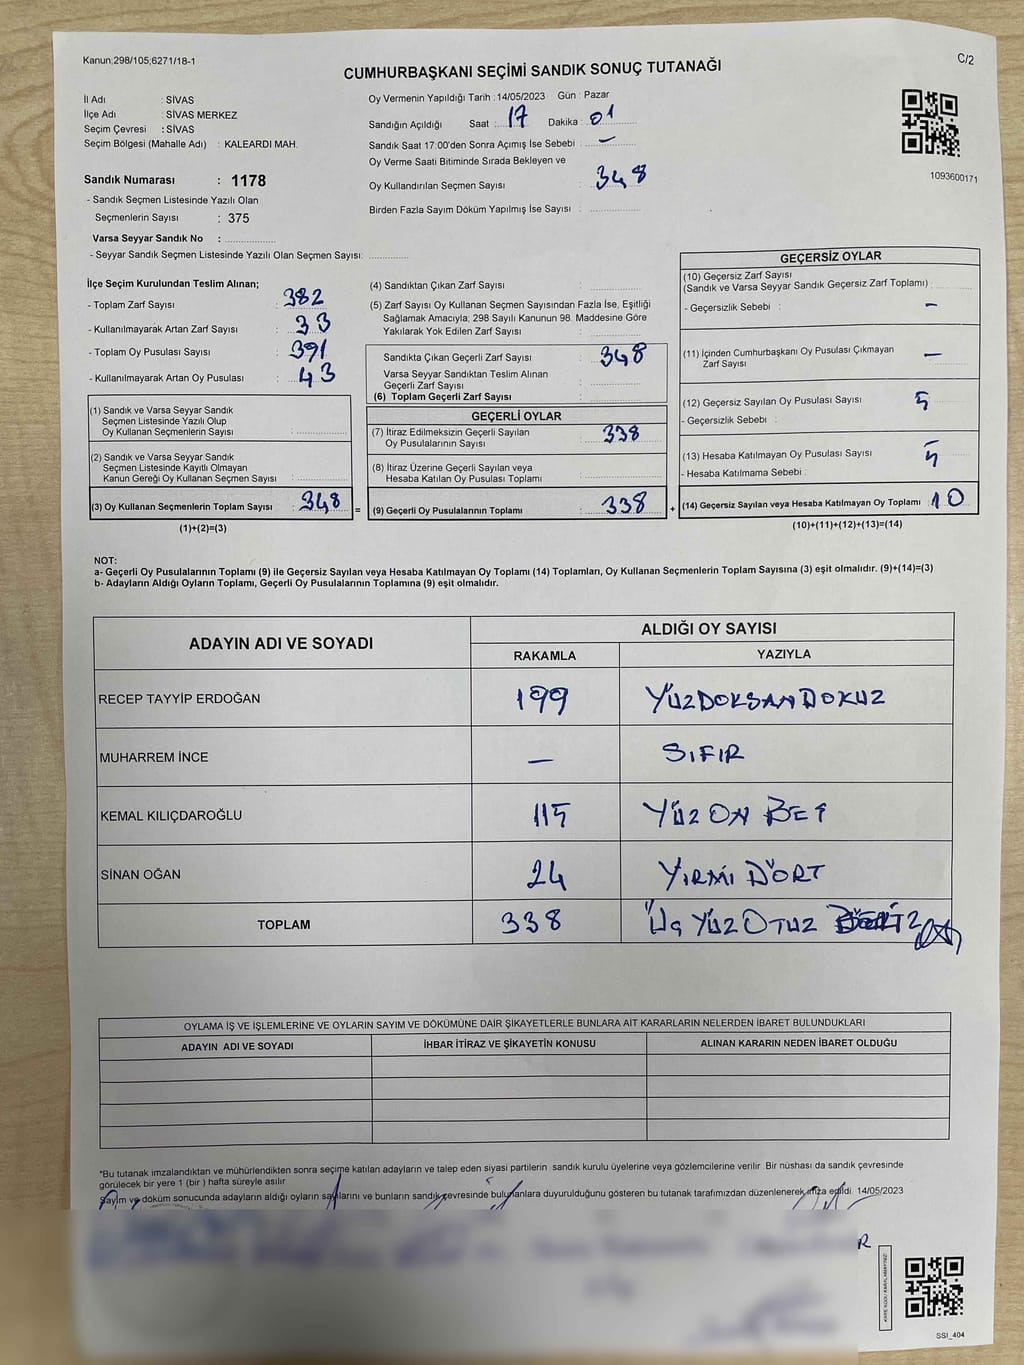 Kanun;298/105;6271/18-1
C/2
CUMHURBAŞKANI SEÇİMİ SANDIK SONUÇ TUTANAĞI
İl Adı : SİVAS
İlçe Adı : SİVAS MERKEZ
Seçim Çevresi : SİVAS
Seçim Bölgesi (Mahalle Adı) : KALEARDI MAH.
Sandık Numarası : 1178
- Sandık Seçmen Listesinde Yazılı Olan
Seçmenlerin Sayısı : 375
Varsa Seyyar Sandık No :
- Seyyar Sandık Seçmen Listesinde Yazılı Olan Seçmen Sayısı:
Oy Vermenin Yapıldığı Tarih : 14/05/2023 Gün : Pazar
Sandığın Açıldığı Saat : 17 Dakika : 01
Sandık Saat 17:00'den Sonra Açımış İse Sebebi : —
Oy Verme Saati Bitiminde Sırada Bekleyen ve
Oy Kullandırılan Seçmen Sayısı : 348
Birden Fazla Sayım Döküm Yapılmış İse Sayısı :
1093600171
İlçe Seçim Kurulundan Teslim Alınan;
- Toplam Zarf Sayısı : 382
- Kullanılmayarak Artan Zarf Sayısı : 33
- Toplam Oy Pusulası Sayısı : 391
- Kullanılmayarak Artan Oy Pusulası : 43
(4) Sandıktan Çıkan Zarf Sayısı :
(5) Zarf Sayısı Oy Kullanan Seçmen Sayısından Fazla İse, Eşitliği
Sağlamak Amacıyla; 298 Sayılı Kanunun 98. Maddesine Göre
Yakılarak Yok Edilen Zarf Sayısı :
Sandıkta Çıkan Geçerli Zarf Sayısı : 348
Varsa Seyyar Sandıktan Teslim Alınan
Geçerli Zarf Sayısı :
(6) Toplam Geçerli Zarf Sayısı :
GEÇERSİZ OYLAR
(10) Geçersiz Zarf Sayısı
(Sandık ve Varsa Seyyar Sandık Geçersiz Zarf Toplamı) :
- Geçersizlik Sebebi : —
(11) İçinden Cumhurbaşkanı Oy Pusulası Çıkmayan
Zarf Sayısı : —
(12) Geçersiz Sayılan Oy Pusulası Sayısı : 5
- Geçersizlik Sebebi :
(13) Hesaba Katılmayan Oy Pusulası Sayısı : 5
- Hesaba Katılmama Sebebi :
(14) Geçersiz Sayılan veya Hesaba Katılmayan Oy Toplamı : 10
(10)+(11)+(12)+(13)=(14)
(1) Sandık ve Varsa Seyyar Sandık
Seçmen Listesinde Yazılı Olup
Oy Kullanan Seçmenlerin Sayısı :
(2) Sandık ve Varsa Seyyar Sandık
Seçmen Listesinde Kayıtlı Olmayan
Kanun Gereği Oy Kullanan Seçmen Sayısı :
(3) Oy Kullanan Seçmenlerin Toplam Sayısı : 348 =
(1)+(2)=(3)
GEÇERLİ OYLAR
(7) İtiraz Edilmeksizin Geçerli Sayılan
Oy Pusulalarının Sayısı : 338
(8) İtiraz Üzerine Geçerli Sayılan veya
Hesaba Katılan Oy Pusulası Toplamı :
(9) Geçerli Oy Pusulalarının Toplamı : 338 +
NOT:
a- Geçerli Oy Pusulalarının Toplamı (9) ile Geçersiz Sayılan veya Hesaba Katılmayan Oy Toplamı (14) Toplamları, Oy Kullanan Seçmenlerin Toplam Sayısına (3) eşit olmalıdır. (9)+(14)=(3)
b- Adayların Aldığı Oyların Toplamı, Geçerli Oy Pusulalarının Toplamına (9) eşit olmalıdır.
ADAYIN ADI VE SOYADI
ALDIĞI OY SAYISI
RAKAMLA YAZIYLA
RECEP TAYYİP ERDOĞAN 199 YÜZDOKSANDOKUZ
MUHARREM İNCE — SIFIR
KEMAL KILIÇDAROĞLU 115 YÜZ ON BEŞ
SİNAN OĞAN 24 YİRMİ DÖRT
TOPLAM 338 ÜÇ YÜZ OTUZ
OYLAMA İŞ VE İŞLEMLERİNE VE OYLARIN SAYIM VE DÖKÜMÜNE DAİR ŞİKAYETLERLE BUNLARA AİT KARARLARIN NELERDEN İBARET BULUNDUKLARI
ADAYIN ADI VE SOYADI İHBAR İTİRAZ VE ŞİKAYETİN KONUSU ALINAN KARARIN NEDEN İBARET OLDUĞU
*Bu tutanak imzalandıktan ve mühürlendikten sonra seçime katılan adayların ve talep eden siyasi partilerin sandık kurulu üyelerine veya gözlemcilerine verilir. Bir nüshası da sandık çevresinde
görülecek bir yere 1 (bir ) hafta süreyle asılır
Sayım ve döküm sonucunda adayların aldığı oyların sayılarını ve bunların sandık çevresinde bulunanlara duyurulduğunu gösteren bu tutanak tarafımızdan düzenlenerek imza edildi. 14/05/2023
SSI_404